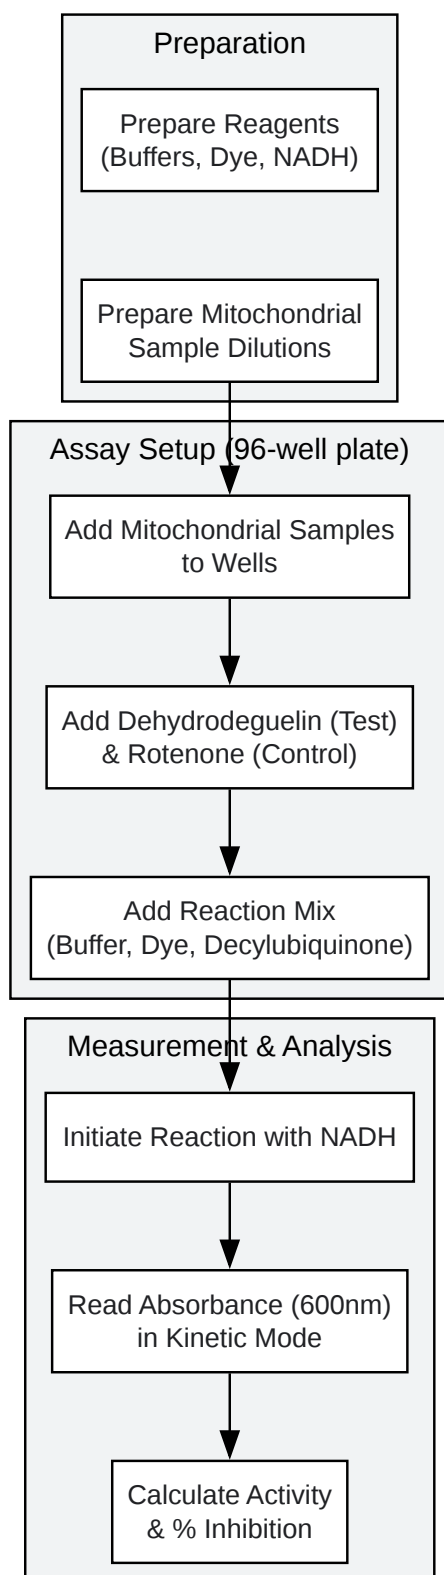 Preparation
Prepare Reagents
(Buffers, Dye, NADH)
Prepare Mitochondrial
Sample Dilutions
Assay Setup (96-well plate)
Add Mitochondrial Samples
to Wells
Add Dehydrodeguelin (Test)
& Rotenone (Control)
Add Reaction Mix
(Buffer, Dye, Decylubiquinone)
Measurement & Analysis
Initiate Reaction with NADH
Read Absorbance (600nm)
in Kinetic Mode
Calculate Activity
& % Inhibition